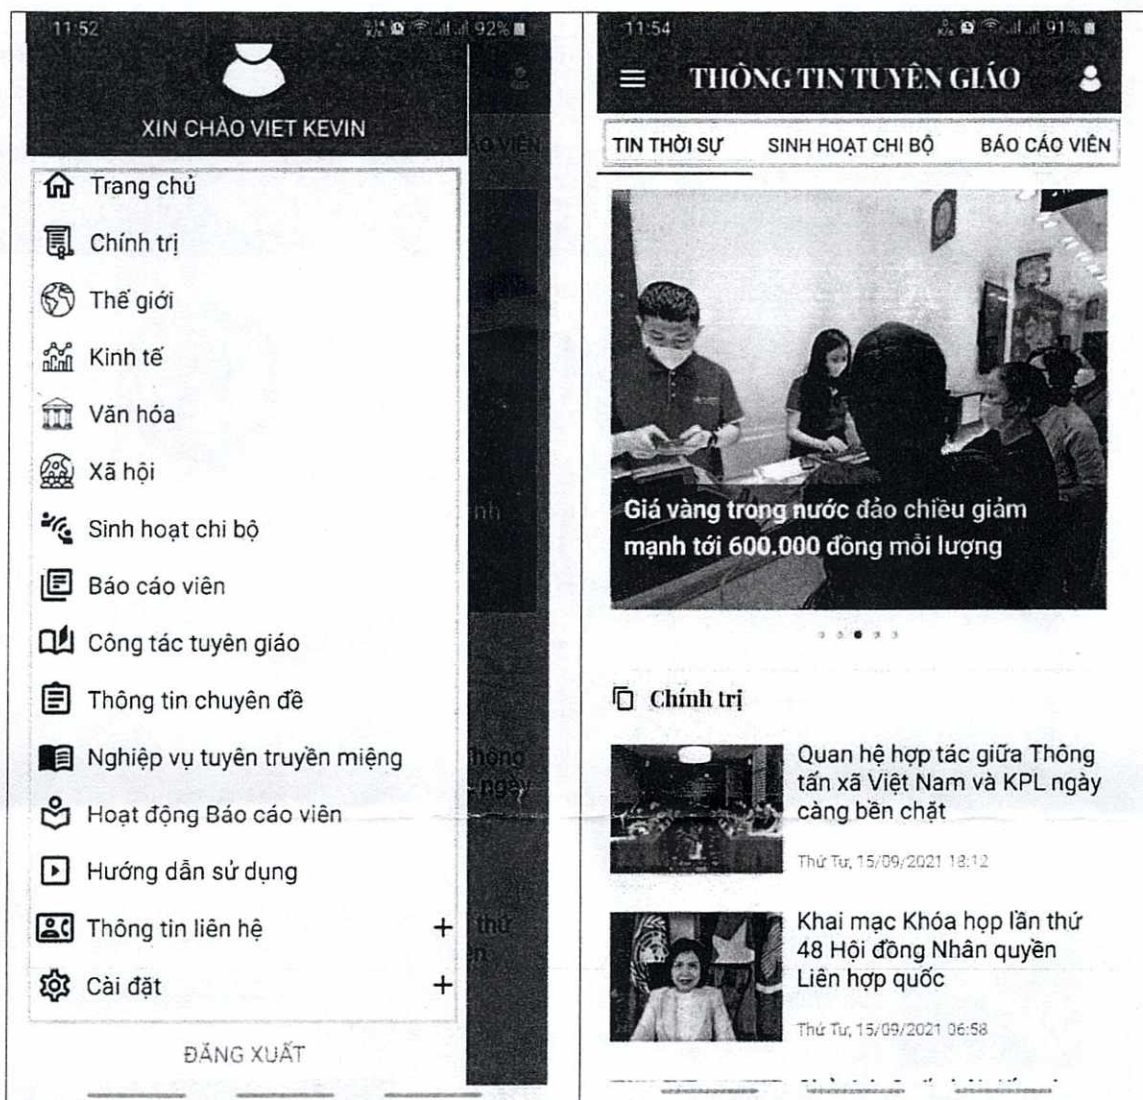 11:52
92%
XIN CHÀO VIET KEVIN
Trang chủ
Chính trị
Thế giới
Kinh tế
Văn hóa
Xã hội
Sinh hoạt chi bộ
Báo cáo viên
Công tác tuyên giáo
Thông tin chuyên đề
Nghiệp vụ tuyên truyền miệng
Hoạt động Báo cáo viên
Hướng dẫn sử dụng
Thông tin liên hệ +
Cài đặt +
ĐĂNG XUẤT
11:54
91%
THÔNG TIN TUYÊN GIÁO
TIN THỜI SỰ SINH HOẠT CHI BỘ BÁO CÁO VIÊN
Giá vàng trong nước đảo chiều giảm
mạnh tới 600.000 đồng mỗi lượng
Chính trị
Quan hệ hợp tác giữa Thông
tấn xã Việt Nam và KPL ngày
càng bền chặt
Thứ Tư, 15/09/2021 18:12
Khai mạc Khóa họp lần thứ
48 Hội đồng Nhân quyền
Liên hợp quốc
Thứ Tư, 15/09/2021 06:58